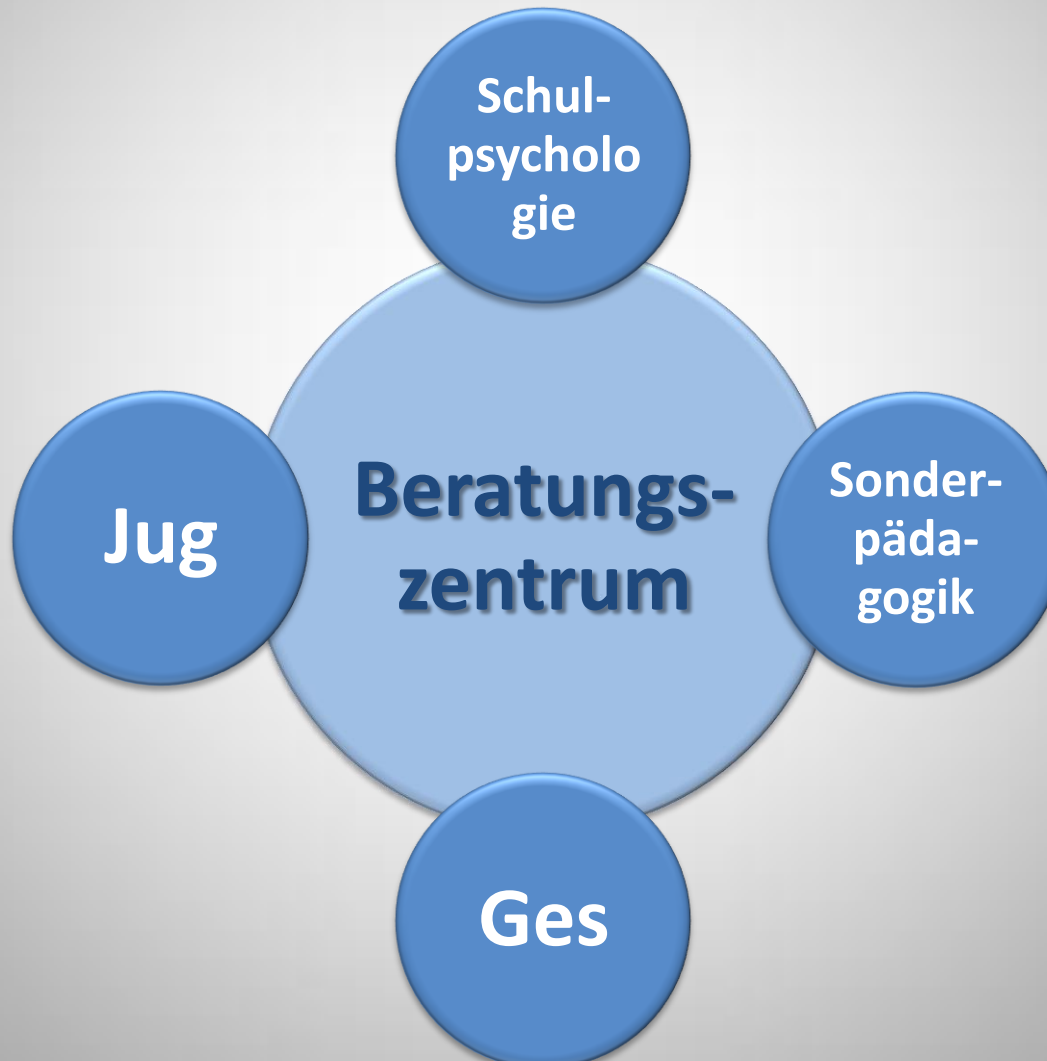 Schul-
psycholo
gie
Jug
Beratungs-
zentrum
Sonder-
päda-
gogik
Ges